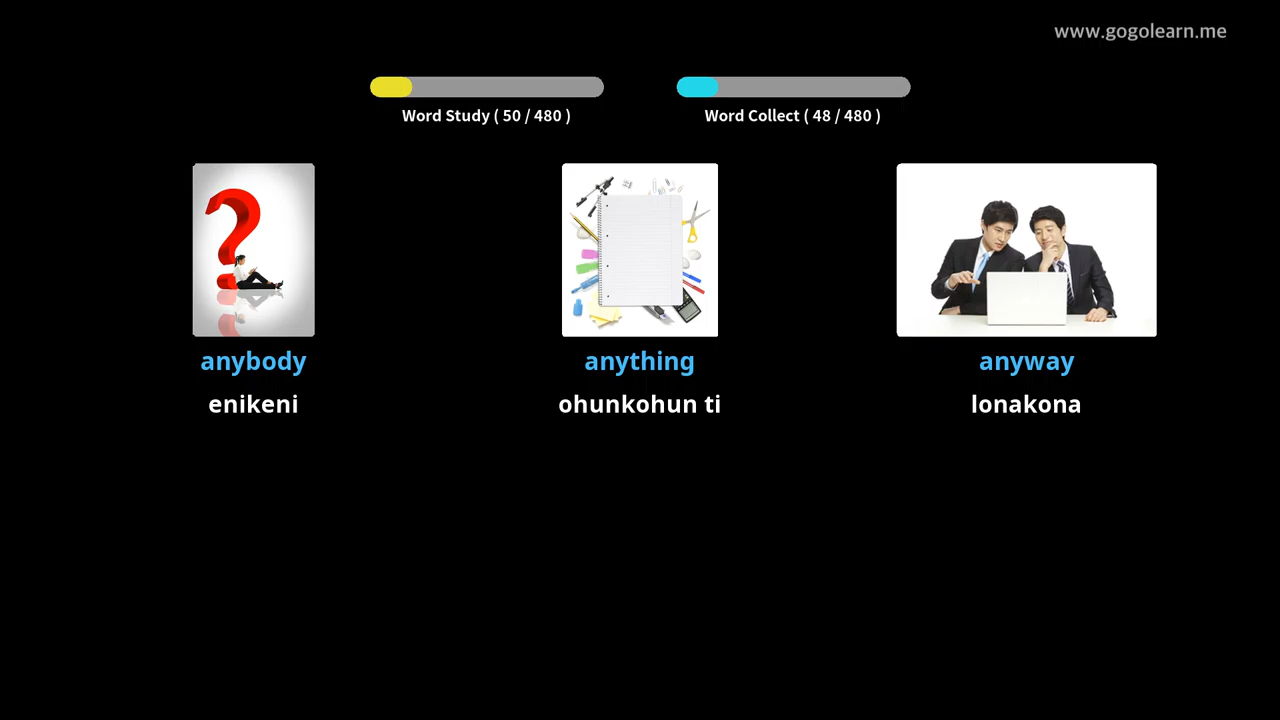 www.gogolearn.me
Word Study ( 50 / 480 )
Word Collect ( 48 / 480 )
anybody
anything
anyway
enikeni
ohunkohun ti
lonakona